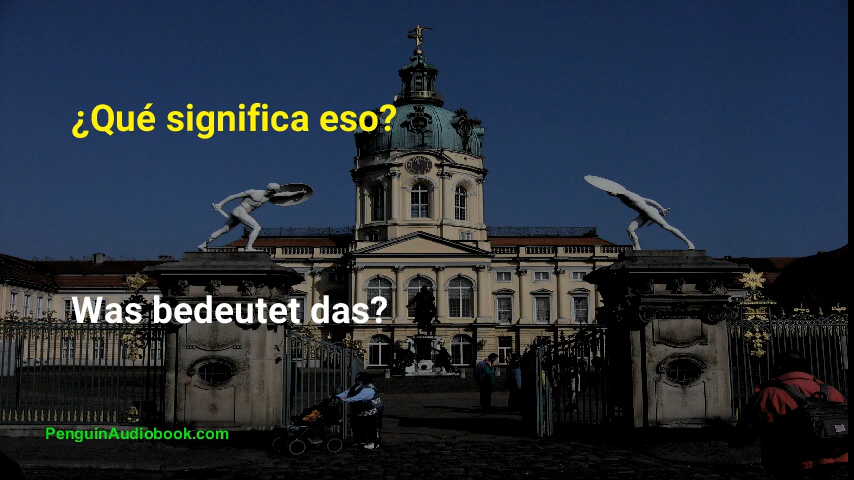 ¿Qué significa eso?
Was bedeutet das?
PenguinAudiobook.com